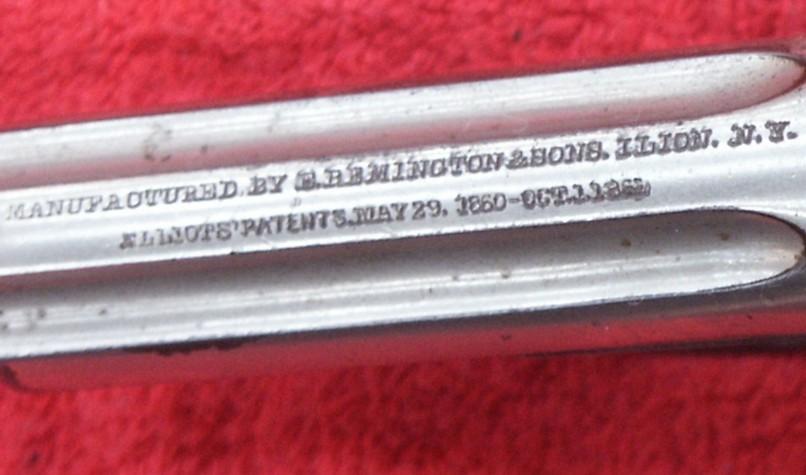 MANUFACTURED BY E. REMINGTON & SONS. ILION. N.Y.
ELLIOTS' PATENTS. MAY 29. 1860 - OCT. 1. 1861